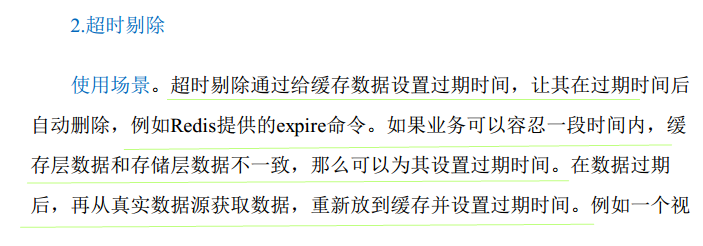 2.超时剔除
使用场景。超时剔除通过给缓存数据设置过期时间，让其在过期时间后
自动删除，例如Redis提供的expire命令。如果业务可以容忍一段时间内，缓
存层数据和存储层数据不一致，那么可以为其设置过期时间。在数据过期
后，再从真实数据源获取数据，重新放到缓存并设置过期时间。例如一个视